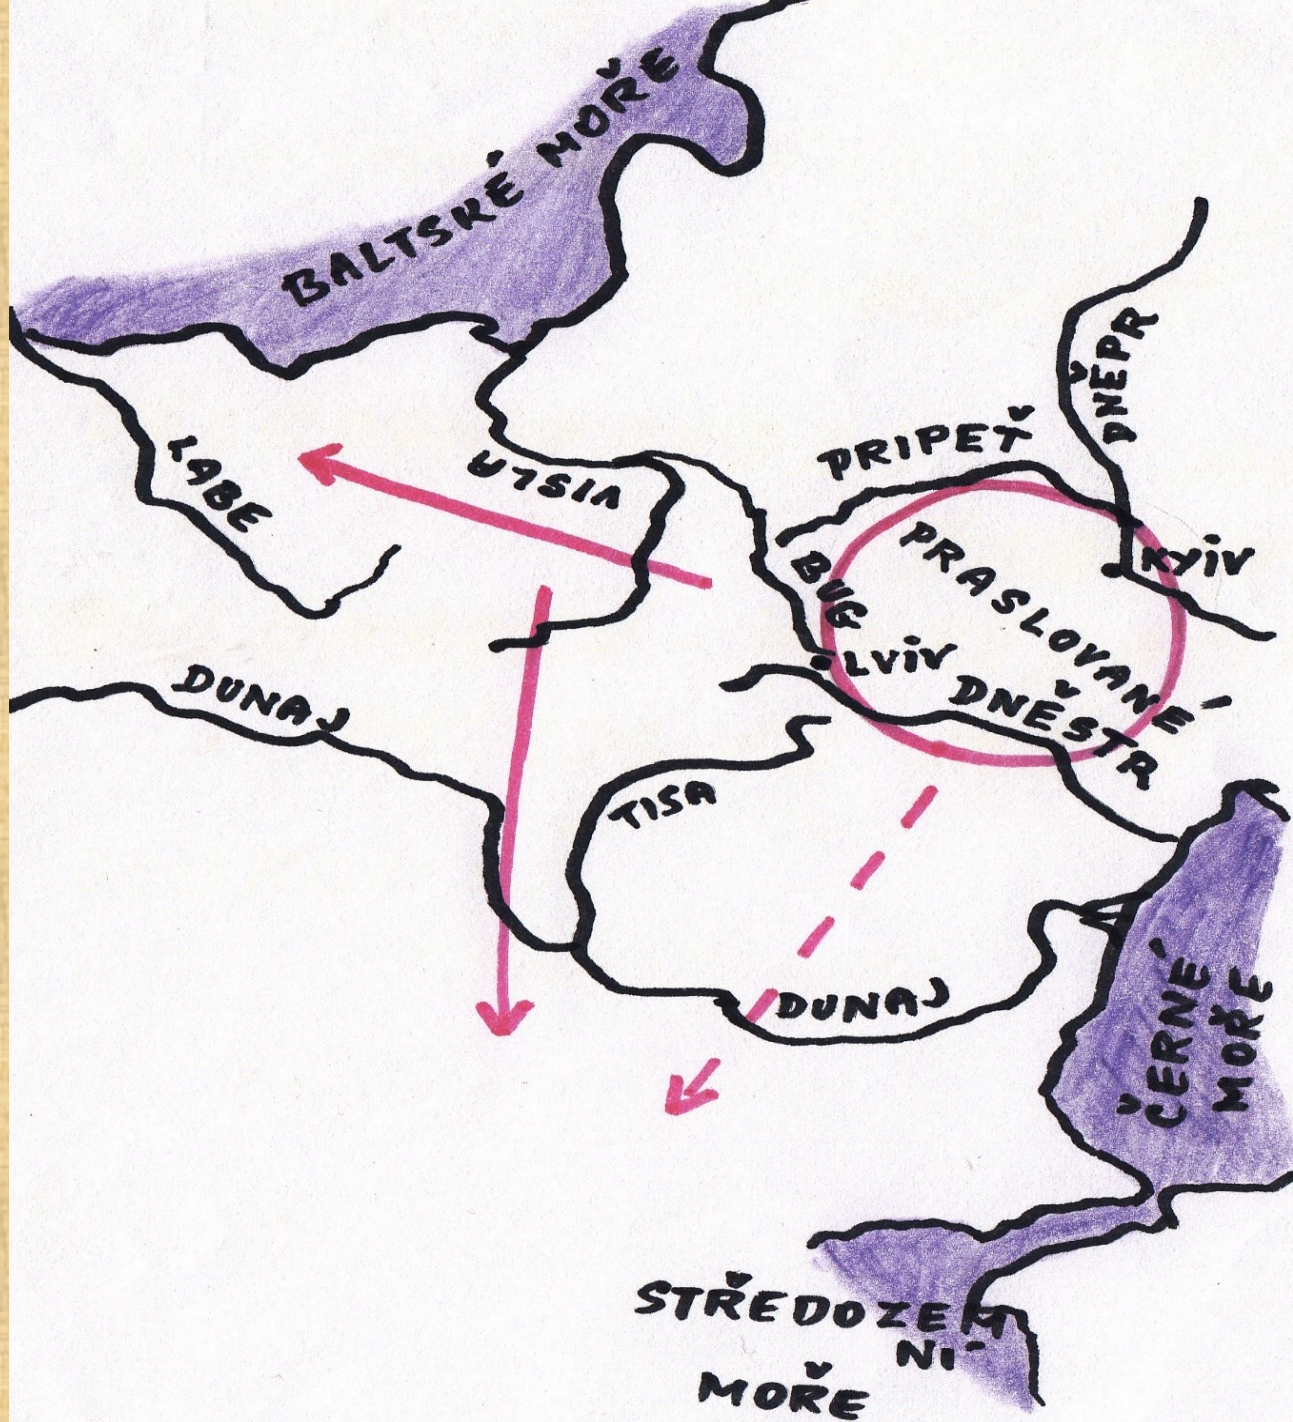 BALTSKÉ MOŘE
DNĚPR
PRIPEŤ
LABE
VISLA
PRASLOVANÉ
KYiV
BUG
LViV
DUNAJ
DNĚSTR
TISA
DUNAJ
ČERNÉ
MOŘE
STŘEDOZEM
NÍ
MOŘE